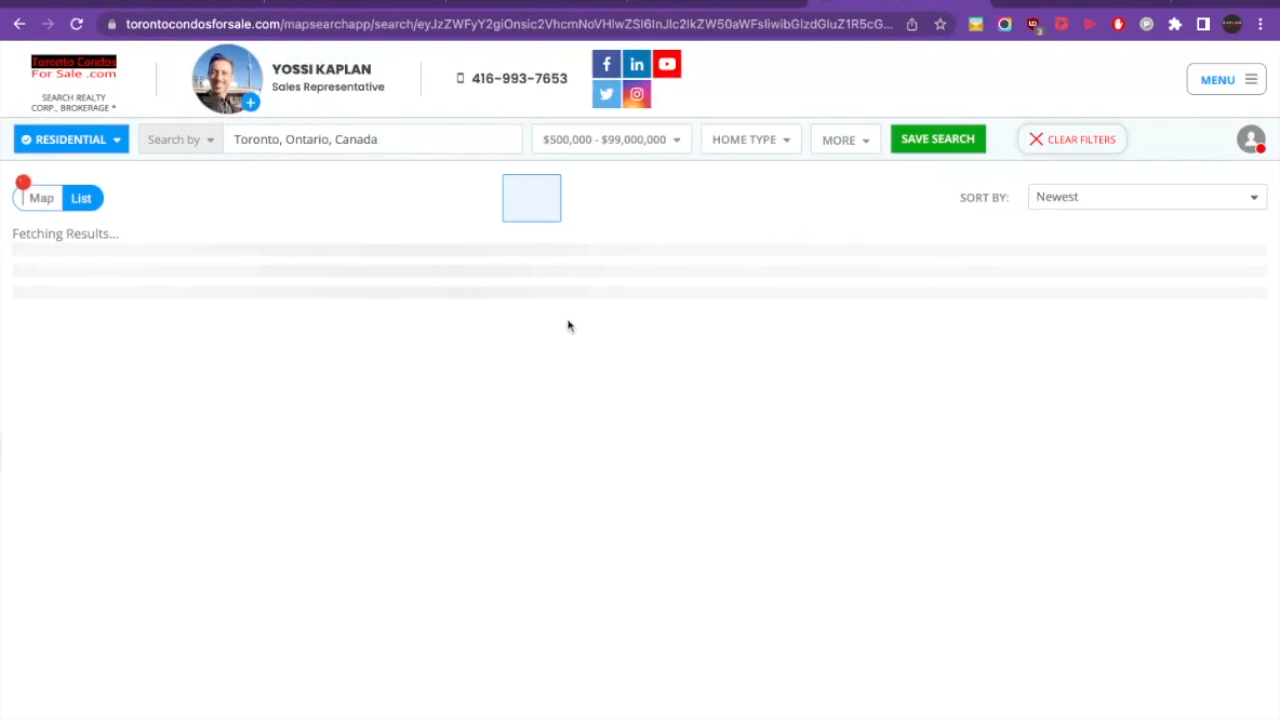 torontocondosforsale.com/mapsearchapp/search/eyJzZWFyY2giOnsic2VhcmNoVHlwZSI6InJlc2lkZW50aWFsIiwibGlzdGluZ1R5cG...
3
Toronto Condos
For Sale .com
SEARCH REALTY
CORP., BROKERAGE *
YOSSI KAPLAN
Sales Representative
416-993-7653
MENU
RESIDENTIAL
Search by
Toronto, Ontario, Canada
$500,000 - $99,000,000
HOME TYPE
MORE
SAVE SEARCH
CLEAR FILTERS
Map
List
SORT BY:
Newest
Fetching Results...